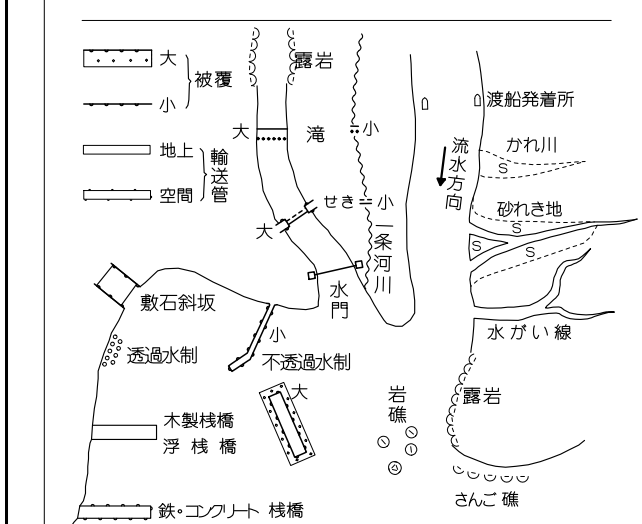 大
小
被覆
地上
空間
輸送管
露岩
大 滝 小
せき 小
大
一条河川
水門
渡船発着所
流水方向
かれ川
S
砂れき地
S
S
S
水がい線
敷石斜坂
透過水制
小
不透過水制
大
木製桟橋
浮桟橋
鉄・コンクリート 桟橋
岩礁
露岩
さんご礁